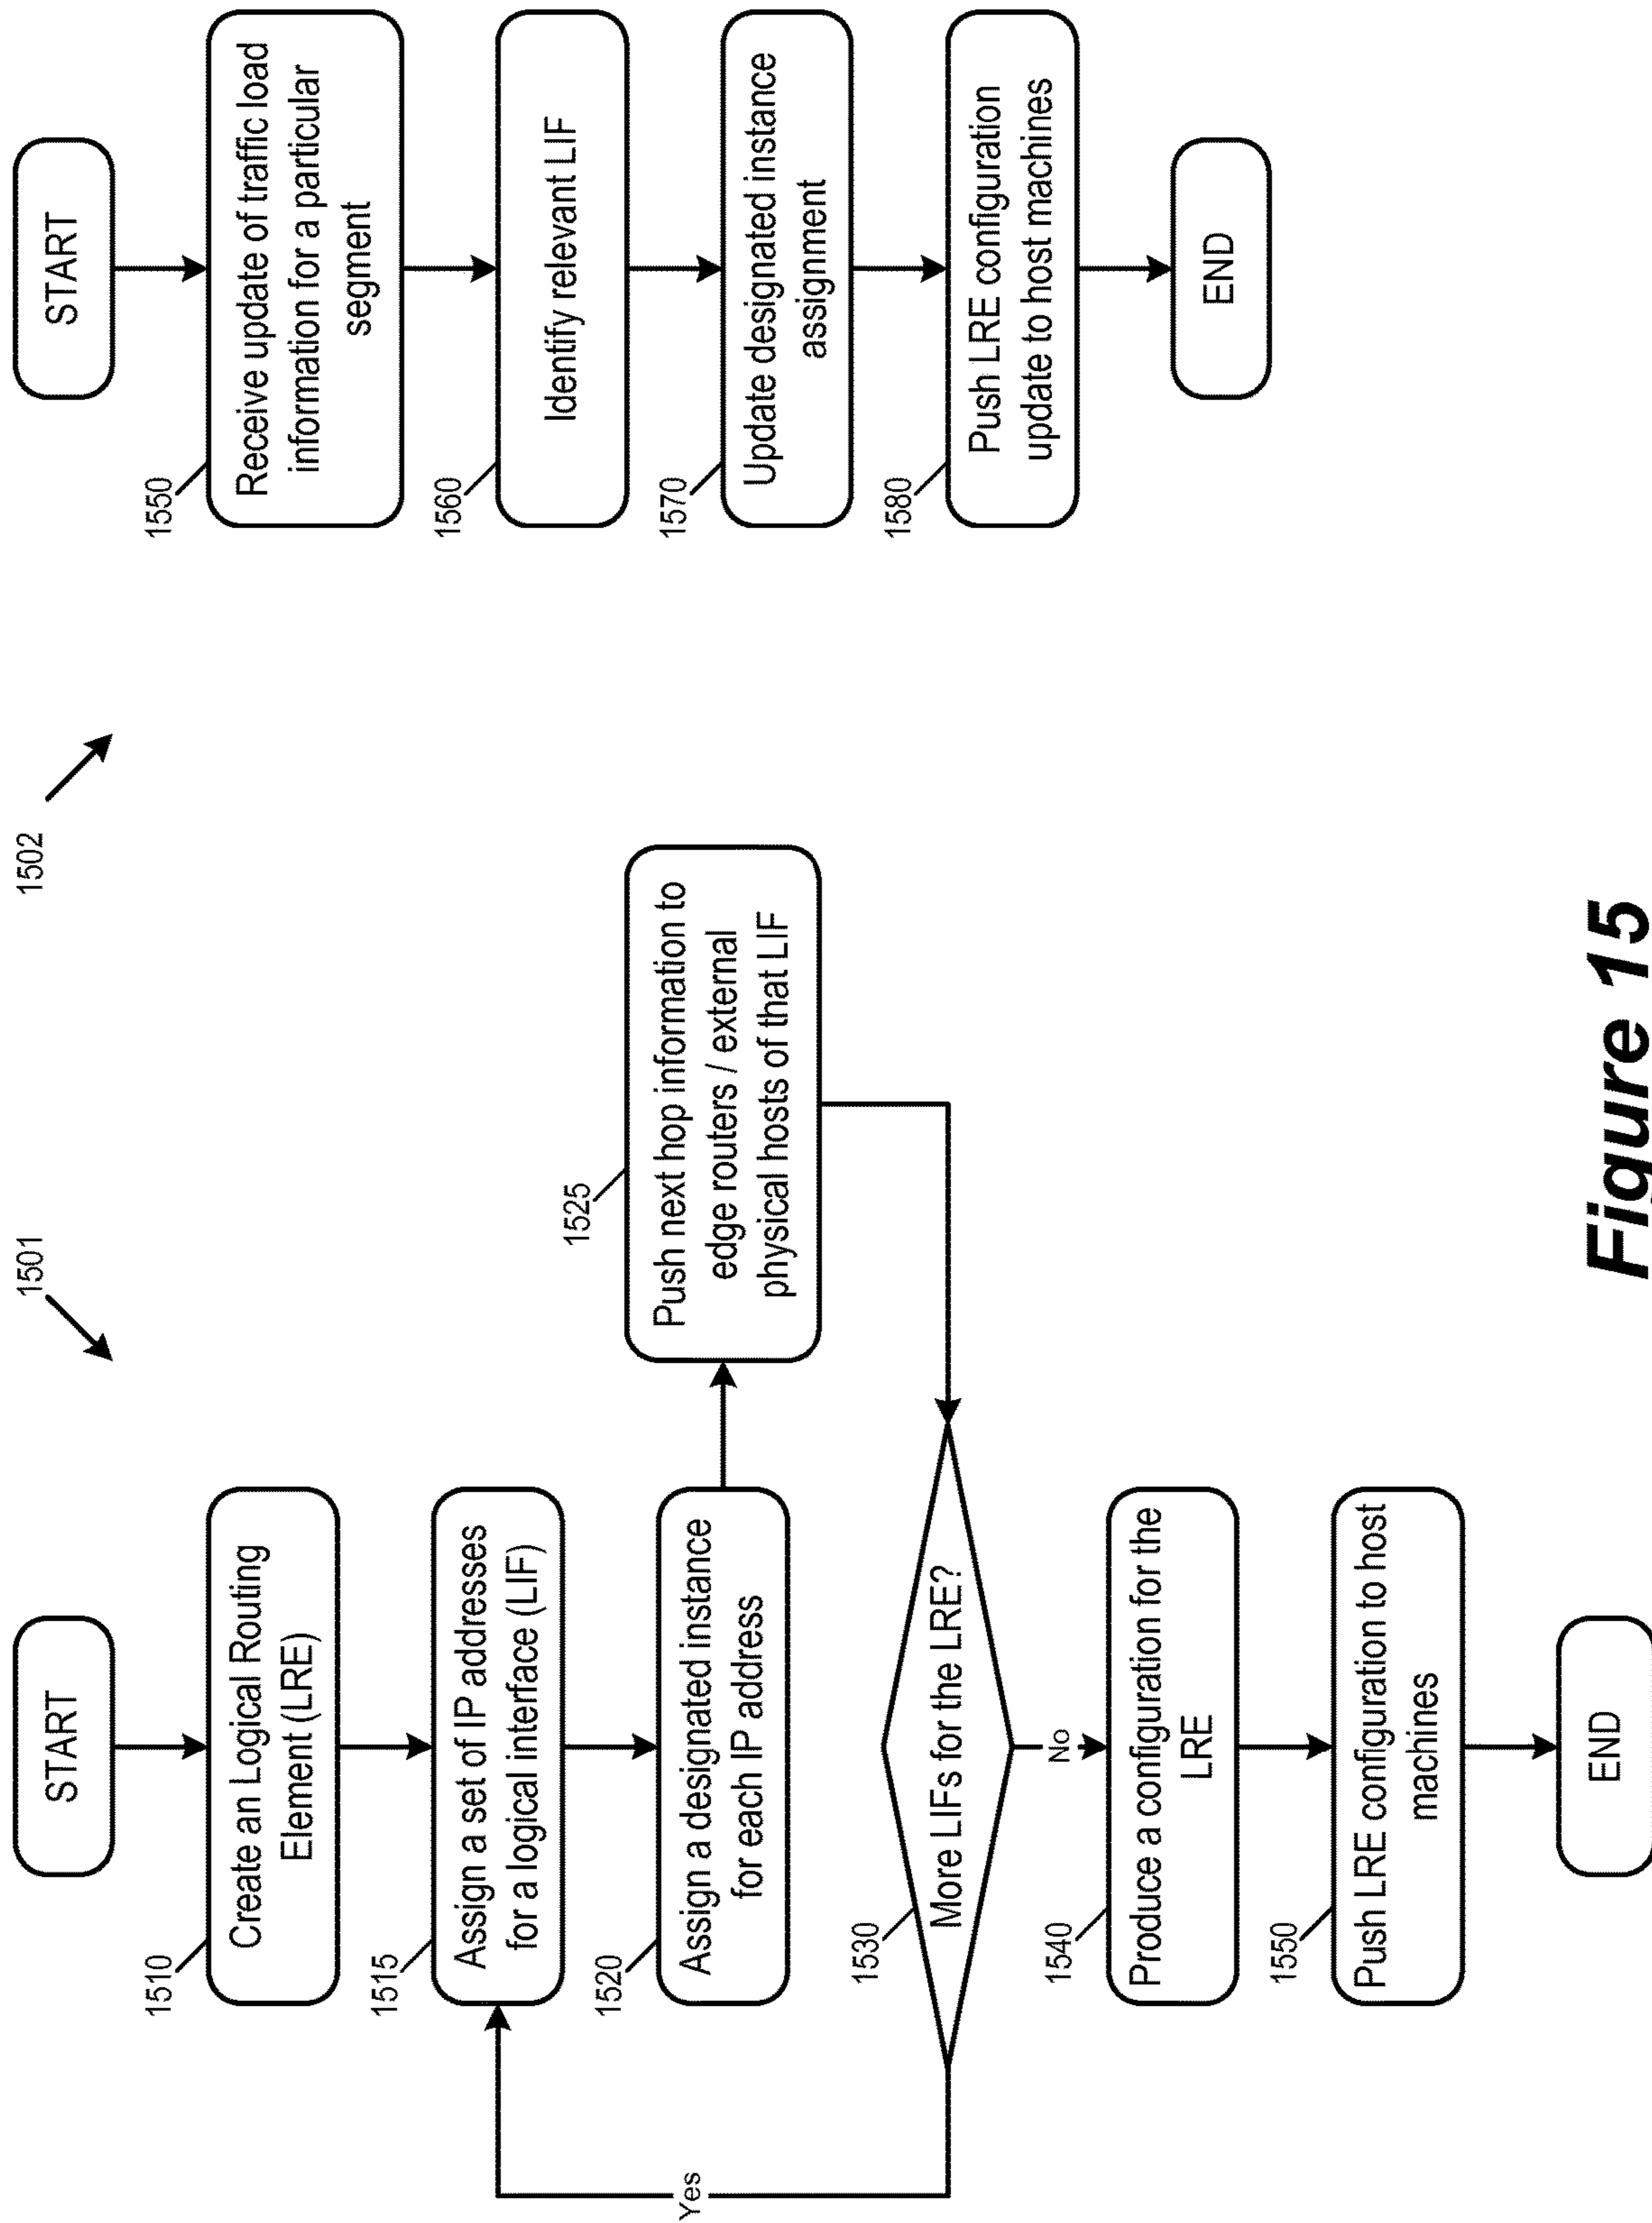 1501
START
1510
Create an Logical Routing
Element (LRE)
1515
Assign a set of IP addresses
for a logical interface (LIF)
1520
Assign a designated instance
for each IP address
1525
Push next hop information to
edge routers / external
physical hosts of that LIF
1530
More LIFs for the LRE?
Yes
No
1540
Produce a configuration for the
LRE
1550
Push LRE configuration to host
machines
END
1502
START
1550
Receive update of traffic load
information for a particular
segment
1560
Identify relevant LIF
1570
Update designated instance
assignment
1580
Push LRE configuration
update to host machines
END
Figure 15